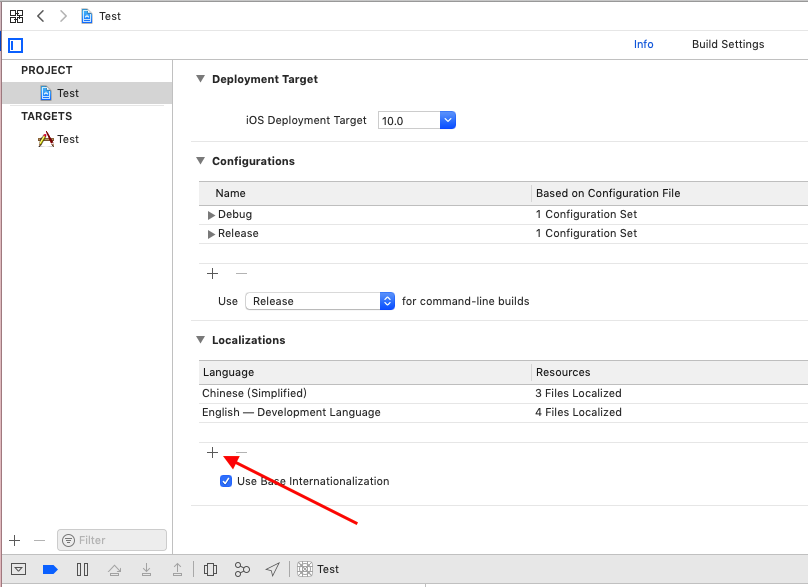 Test
Info Build Settings
PROJECT
Test
TARGETS
Test
Deployment Target
iOS Deployment Target 10.0
Configurations
Name Based on Configuration File
Debug 1 Configuration Set
Release 1 Configuration Set
Use Release for command-line builds
Localizations
Language Resources
Chinese (Simplified) 3 Files Localized
English — Development Language 4 Files Localized
Use Base Internationalization
Filter
Test